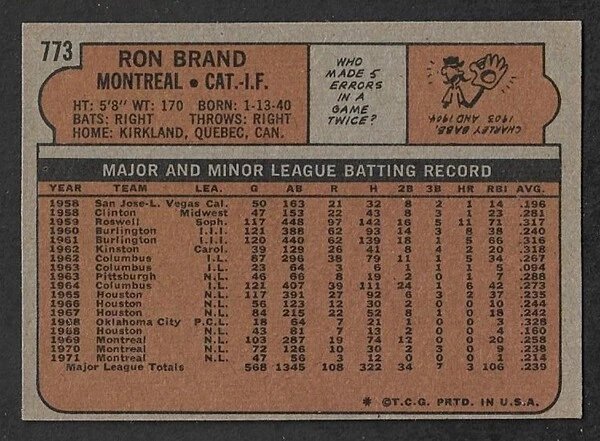 773
RON BRAND
MONTREAL • CAT.-I.F.
HT: 5'8" WT: 170 BORN: 1-13-40
BATS: RIGHT THROWS: RIGHT
HOME: KIRKLAND, QUEBEC, CAN.
WHO
MADE 5
ERRORS
IN A
GAME
TWICE?
CHARLEY BABB.
1903 AND 1904
MAJOR AND MINOR LEAGUE BATTING RECORD
YEAR TEAM LEA. G AB R H 2B 3B HR RBI AVG.
1958 San Jose-L. Vegas Cal. 50 163 21 32 8 2 1 14 .196
1958 Clinton Midwest 47 153 22 43 8 1 3 23 .281
1959 Roswell Soph. 117 448 97 142 16 5 11 71 .317
1960 Burlington I.I.I. 121 388 62 93 14 3 8 38 .240
1961 Burlington I.I.I. 120 440 62 139 18 1 5 66 .316
1962 Kinston Carol. 39 129 26 41 8 4 2 20 .318
1962 Columbus I.L. 87 296 38 79 11 1 5 34 .267
1963 Columbus I.L. 23 64 3 6 1 1 1 5 .094
1963 Pittsburgh N.L. 46 66 8 19 2 0 1 7 .288
1964 Columbus I.L. 121 407 39 111 24 1 6 42 .273
1965 Houston N.L. 117 391 27 92 6 3 2 37 .235
1966 Houston N.L. 56 123 12 30 2 0 0 10 .244
1967 Houston N.L. 84 215 22 52 8 1 0 18 .242
1968 Oklahoma City P.C.L. 18 64 7 21 1 0 0 3 .328
1968 Houston N.L. 43 81 7 13 2 0 0 4 .160
1969 Montreal N.L. 103 287 19 74 12 0 0 20 .258
1970 Montreal N.L. 72 126 10 30 2 3 0 9 .238
1971 Montreal N.L. 47 56 3 12 0 0 0 1 .214
Major League Totals 568 1345 108 322 34 7 3 106 .239
* ©T.C.G. PRTD. IN U.S.A.